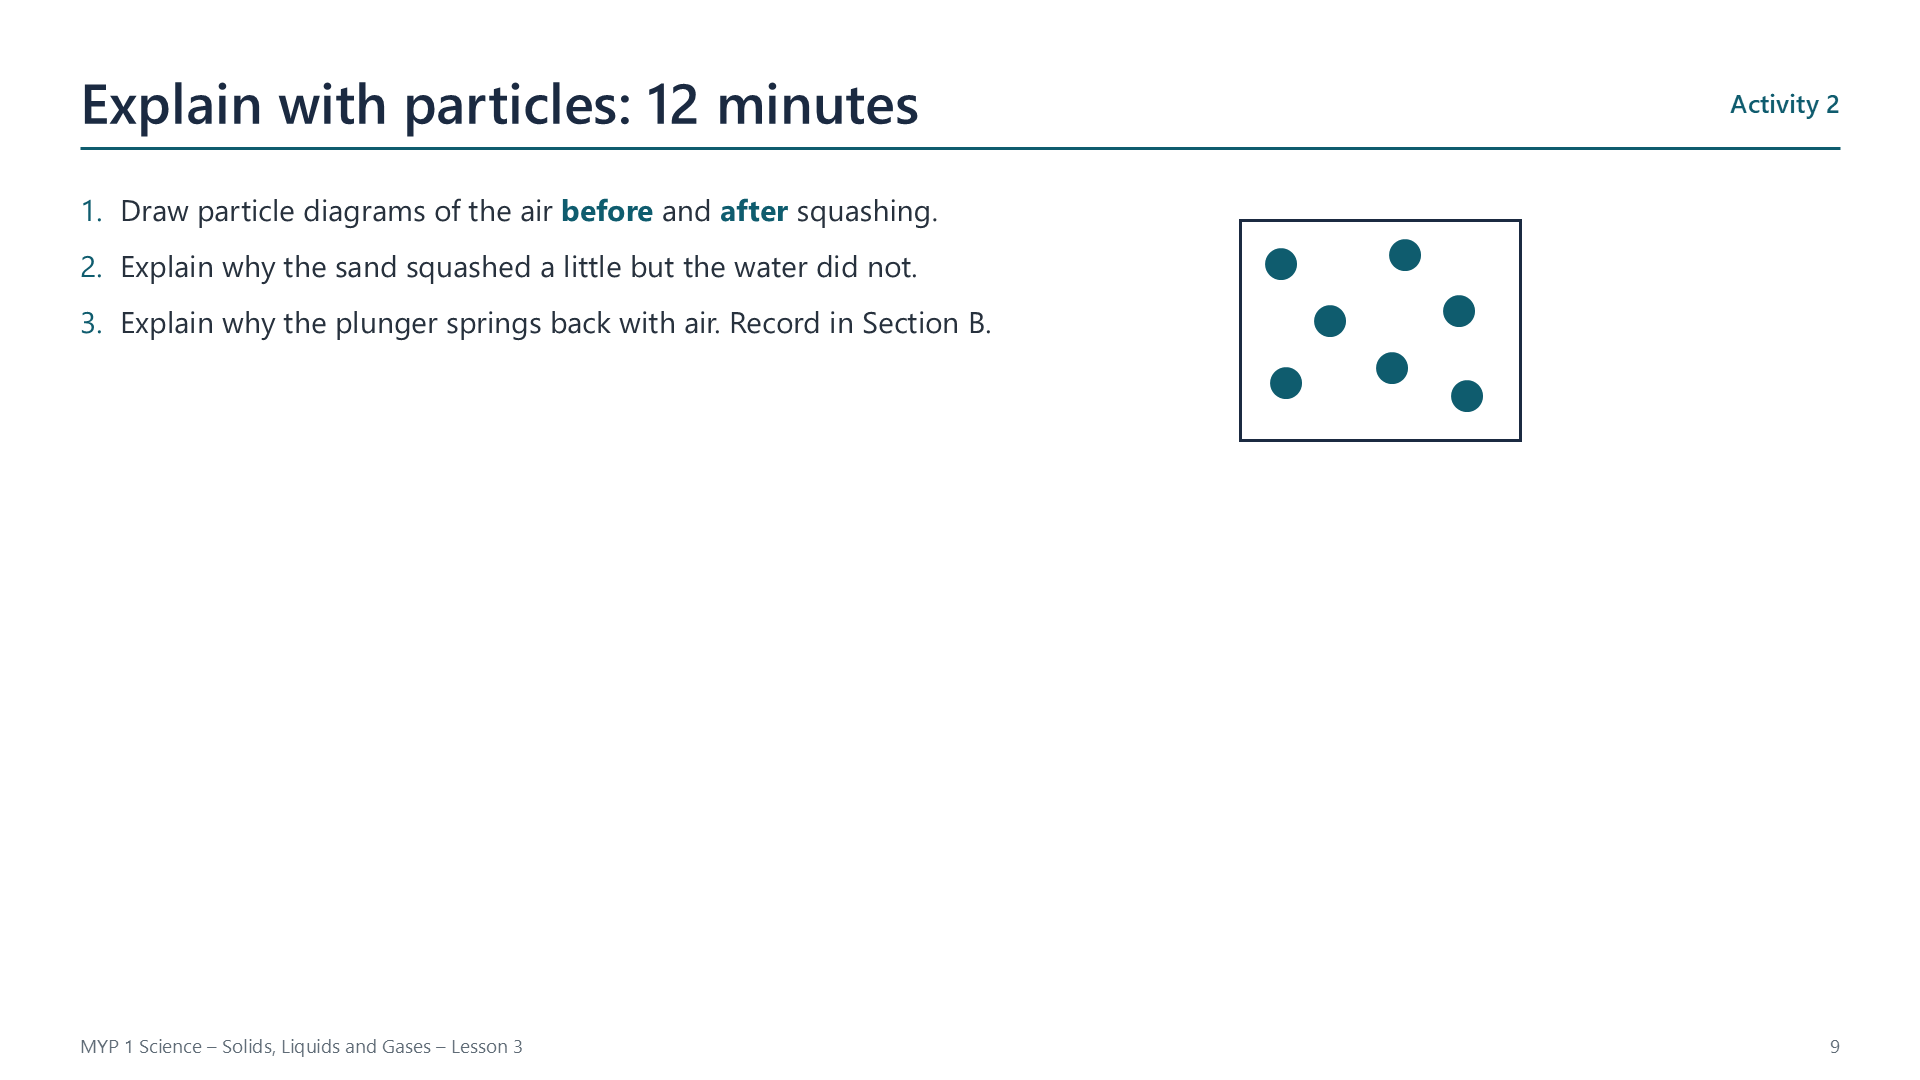 Explain with particles: 12 minutes
Activity 2
1. Draw particle diagrams of the air before and after squashing.
2. Explain why the sand squashed a little but the water did not.
3. Explain why the plunger springs back with air. Record in Section B.
MYP 1 Science – Solids, Liquids and Gases – Lesson 3
9